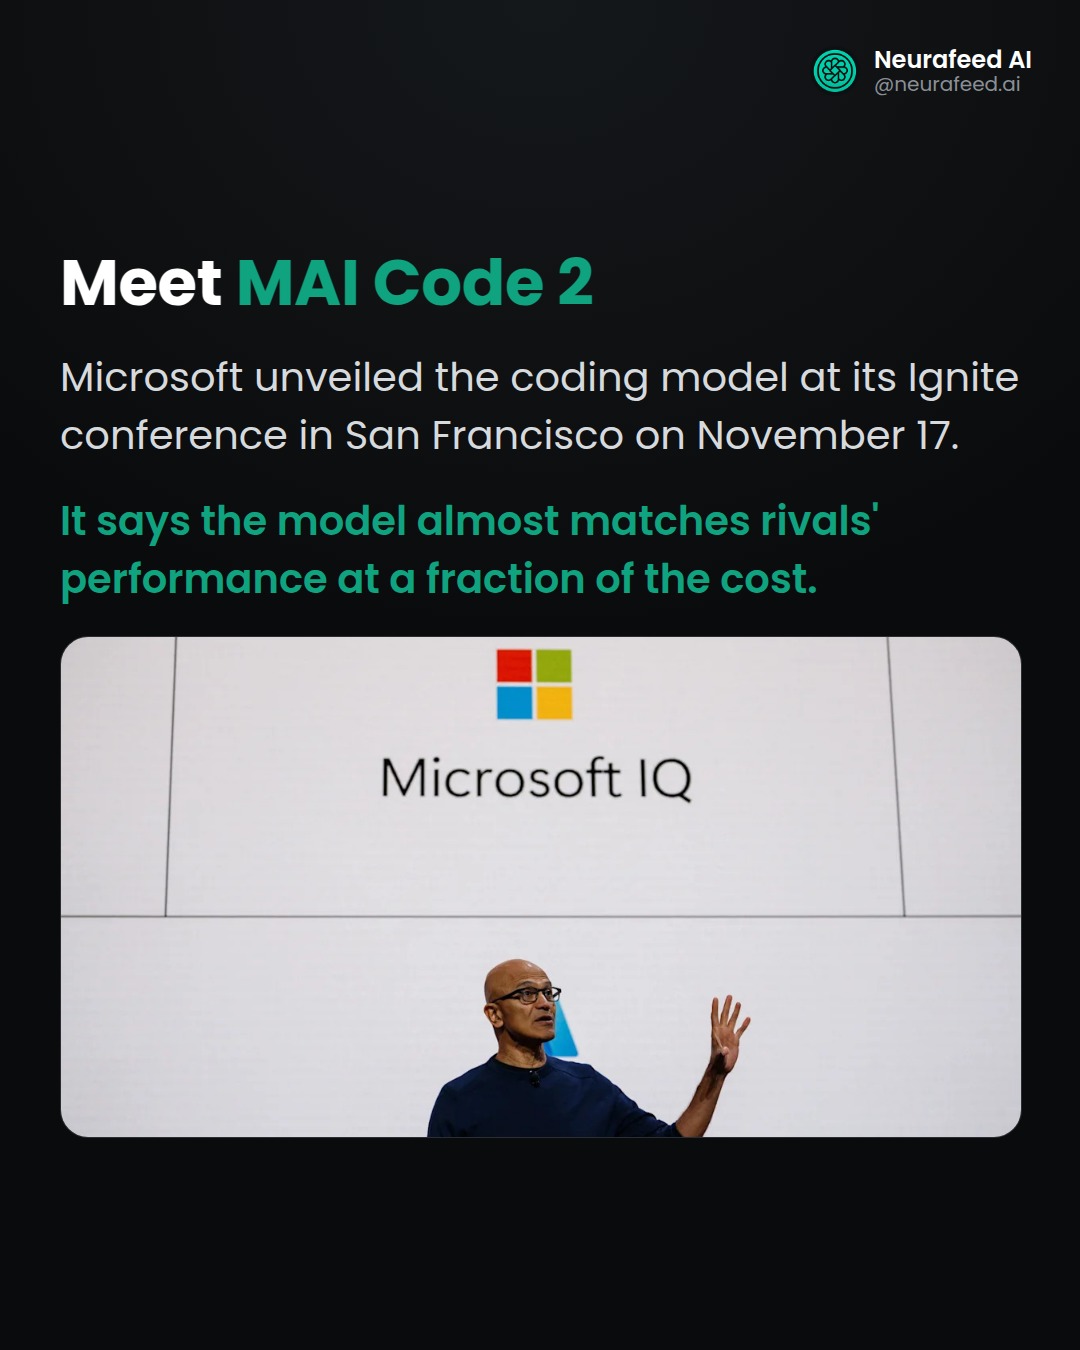 Neurafeed AI
@neurafeed.ai
Meet MAI Code 2
Microsoft unveiled the coding model at its Ignite
conference in San Francisco on November 17.
It says the model almost matches rivals'
performance at a fraction of the cost.
Microsoft IQ